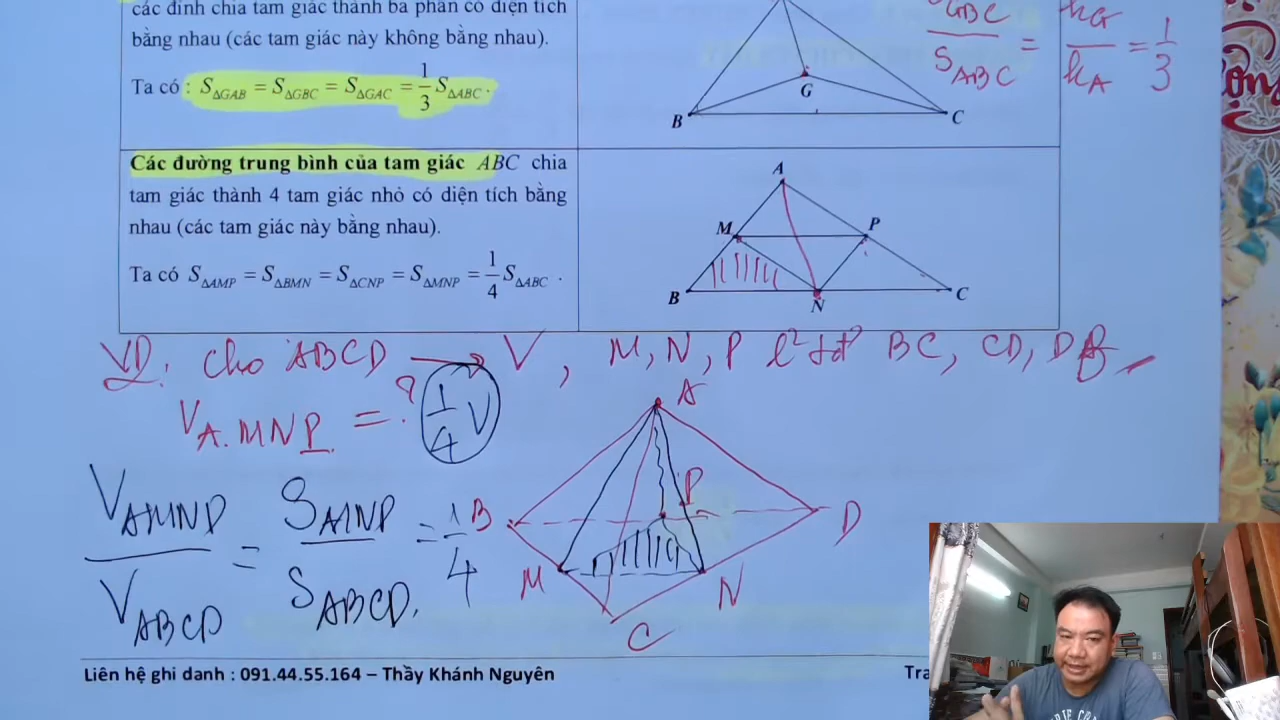 các đỉnh chia tam giác thành ba phần có diện tích
bằng nhau (các tam giác này không bằng nhau).
Ta có : S_ΔGAB = S_ΔGBC = S_ΔGAC = 1/3 S_ΔABC .
B
G
C
S_GBC / S_ABC = h_G / h_A = 1/3
Các đường trung bình của tam giác ABC chia
tam giác thành 4 tam giác nhỏ có diện tích bằng
nhau (các tam giác này bằng nhau).
Ta có S_ΔAMP = S_ΔBMN = S_ΔCNP = S_ΔMNP = 1/4 S_ΔABC .
A
M
P
B
N
C
VD: Cho ABCD → V , M, N, P BC, CD, DB
V_A.MNP = ? 1/4 V
V_AMND / V_ABCD = S_MNP / S_ABCD. = 1/4
A
B
P
D
M
N
C
Liên hệ ghi danh : 091.44.55.164 – Thầy Khánh Nguyên
Tra